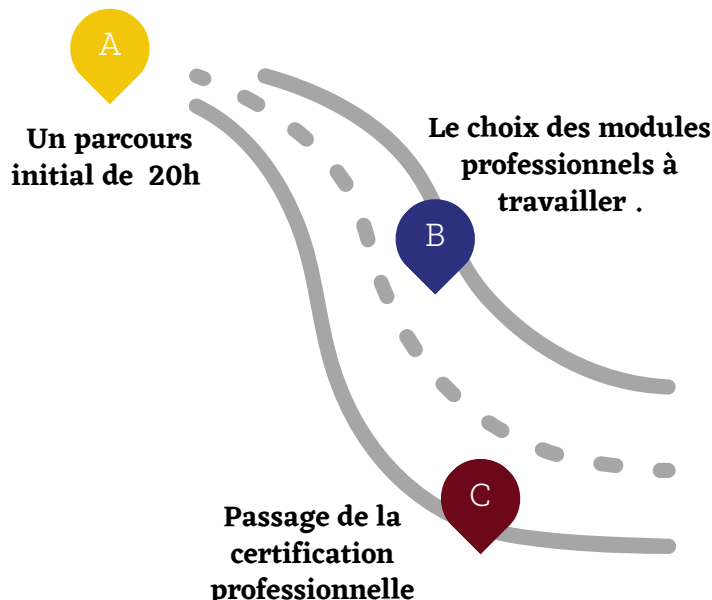 A
Un parcours
initial de 20h
Le choix des modules
professionnels à
travailler .
B
C
Passage de la
certification
professionnelle